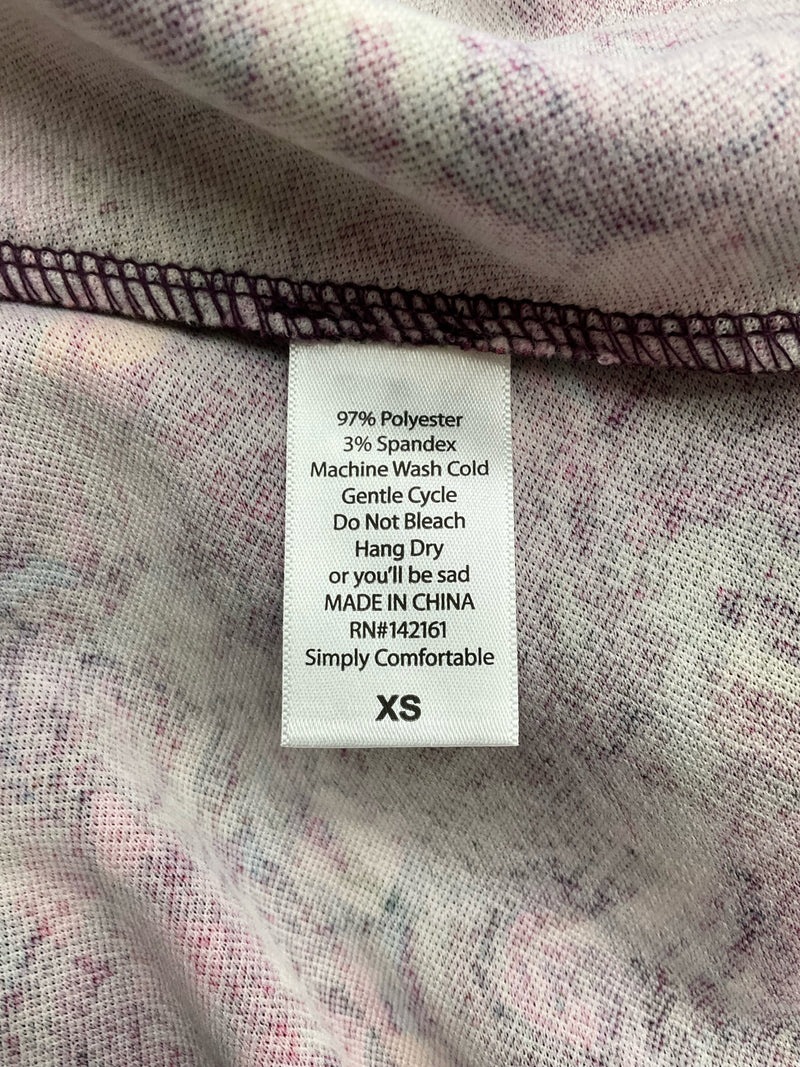 97% Polyester
3% Spandex
Machine Wash Cold
Gentle Cycle
Do Not Bleach
Hang Dry
or you'll be sad
MADE IN CHINA
RN#142161
Simply Comfortable
XS